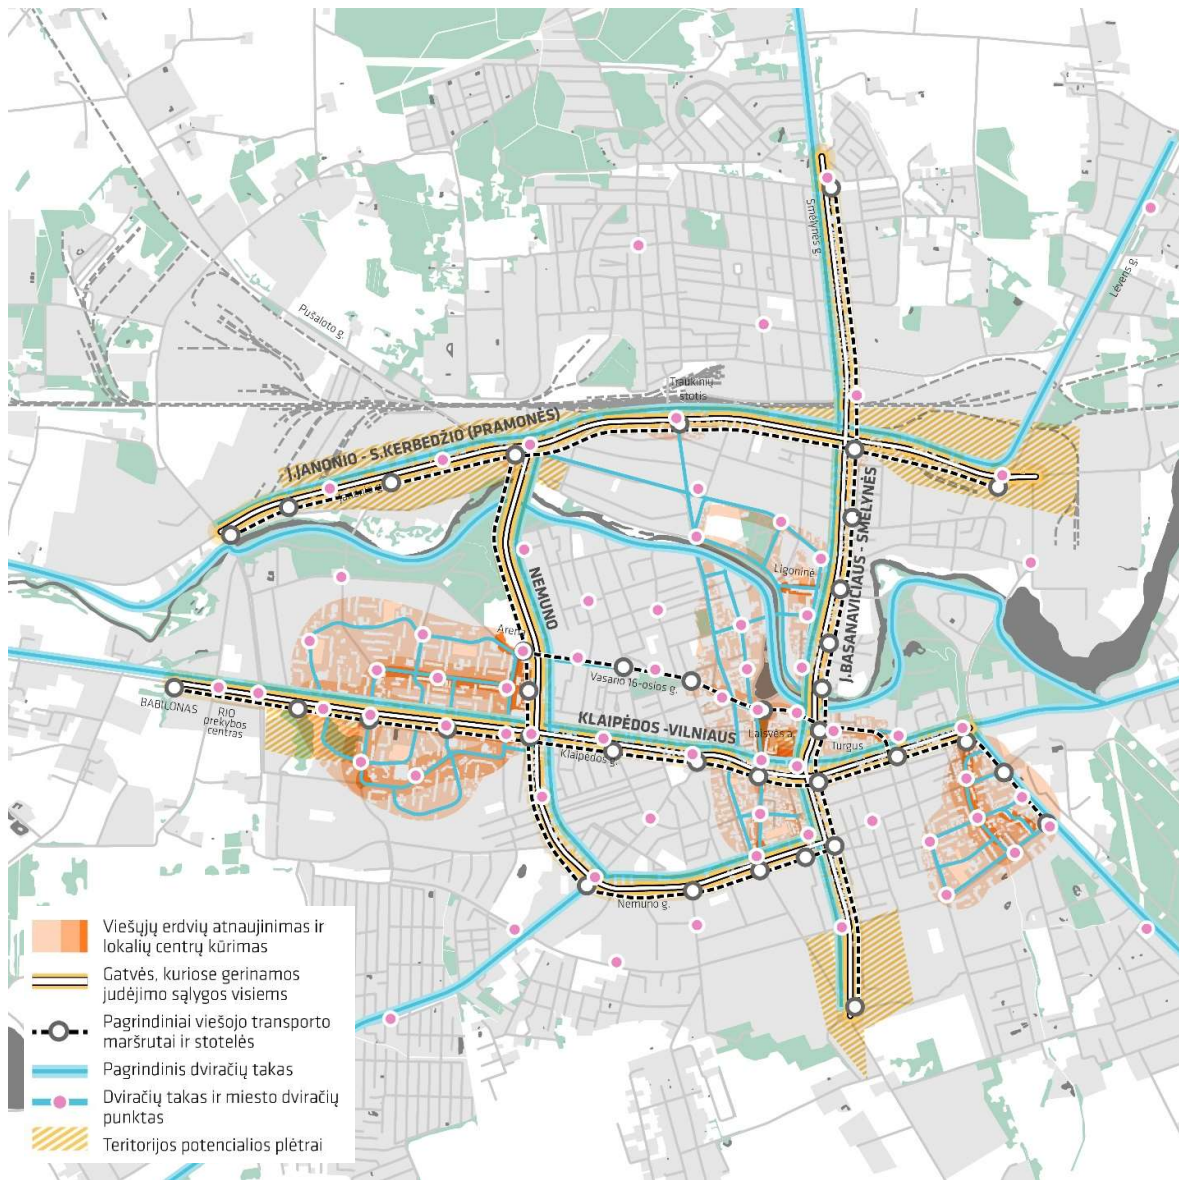 Smėlynės g.
Lėvens g.
Pušaloto g.
Traukinių
stotis
J.JANONIO - S.KERBEDŽIO (PRAMONĖS)
J.BASANAVIČIAUS - SMĖLYNĖS
Ligoninė
NEMUNO
Arena
Vasario 16-osios g.
BABILONAS
RIO
prekybos
centras
KLAIPĖDOS -VILNIAUS
Klaipėdos g.
Laisvės a.
Turgus
Nemuno g.
Viešųjų erdvių atnaujinimas ir
lokalių centrų kūrimas
Gatvės, kuriose gerinamos
judėjimo sąlygos visiems
Pagrindiniai viešojo transporto
maršrutai ir stotelės
Pagrindinis dviračių takas
Dviračių takas ir miesto dviračių
punktas
Teritorijos potencialios plėtrai